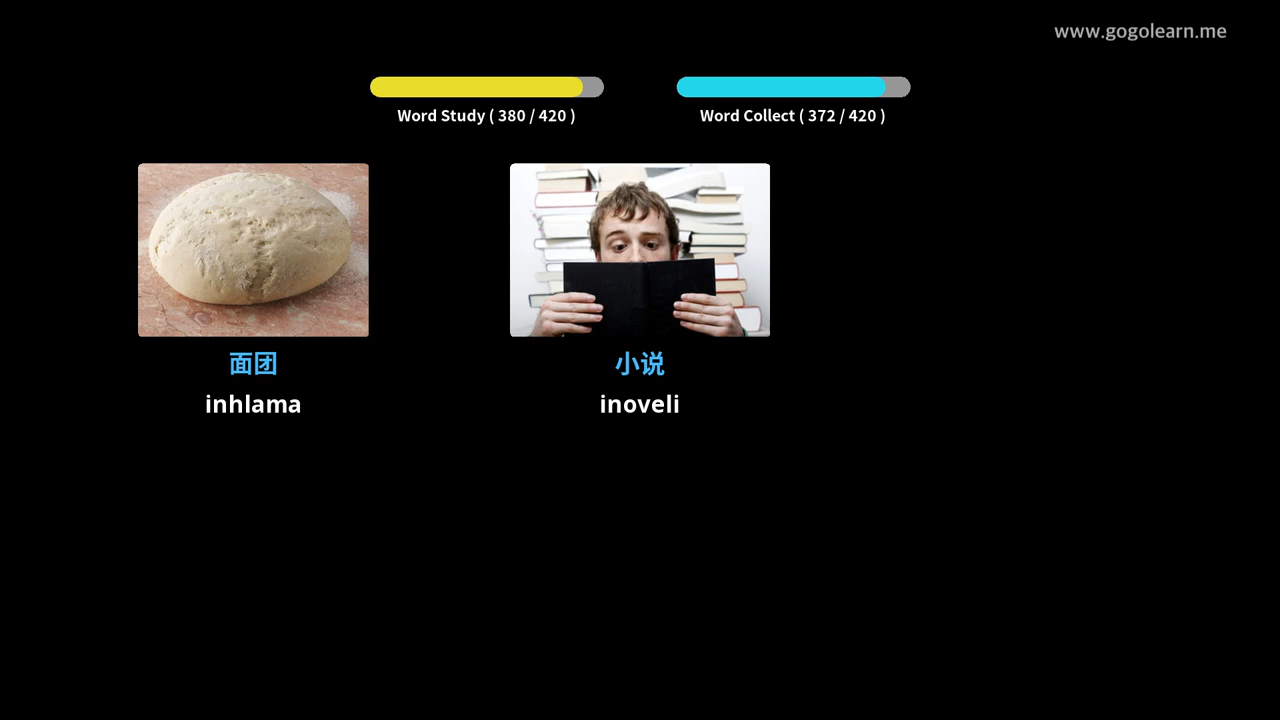 www.gogolearn.me
Word Study ( 380 / 420 )
Word Collect ( 372 / 420 )
面团
inhlama
小说
inoveli